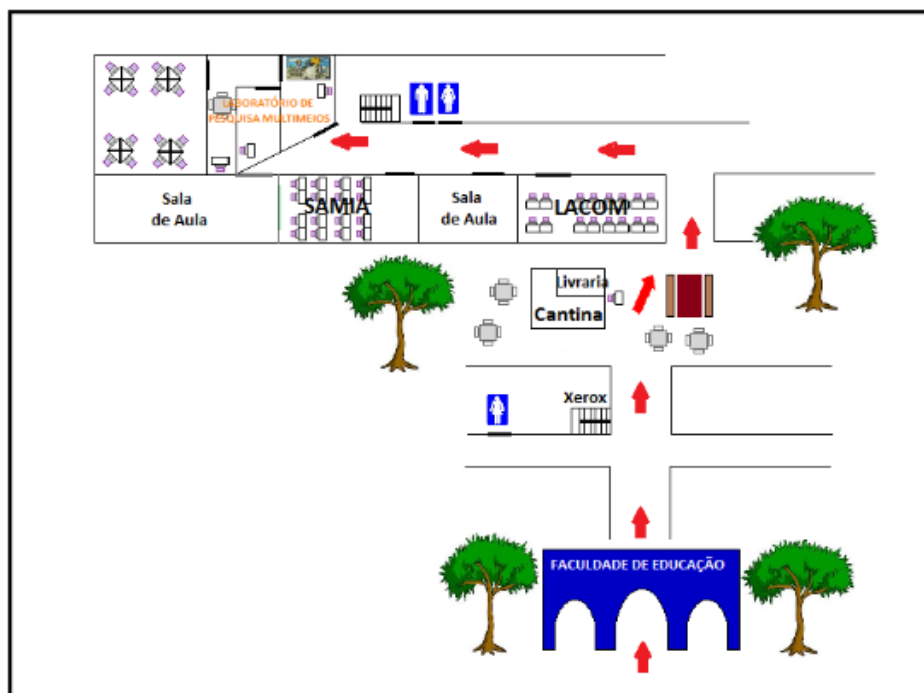 LABORATÓRIO DE
PESQUISA MULTIMEIOS
Sala
de Aula
SAMIA
Sala
de Aula
LACOM
Livraria
Cantina
Xerox
FACULDADE DE EDUCAÇÃO